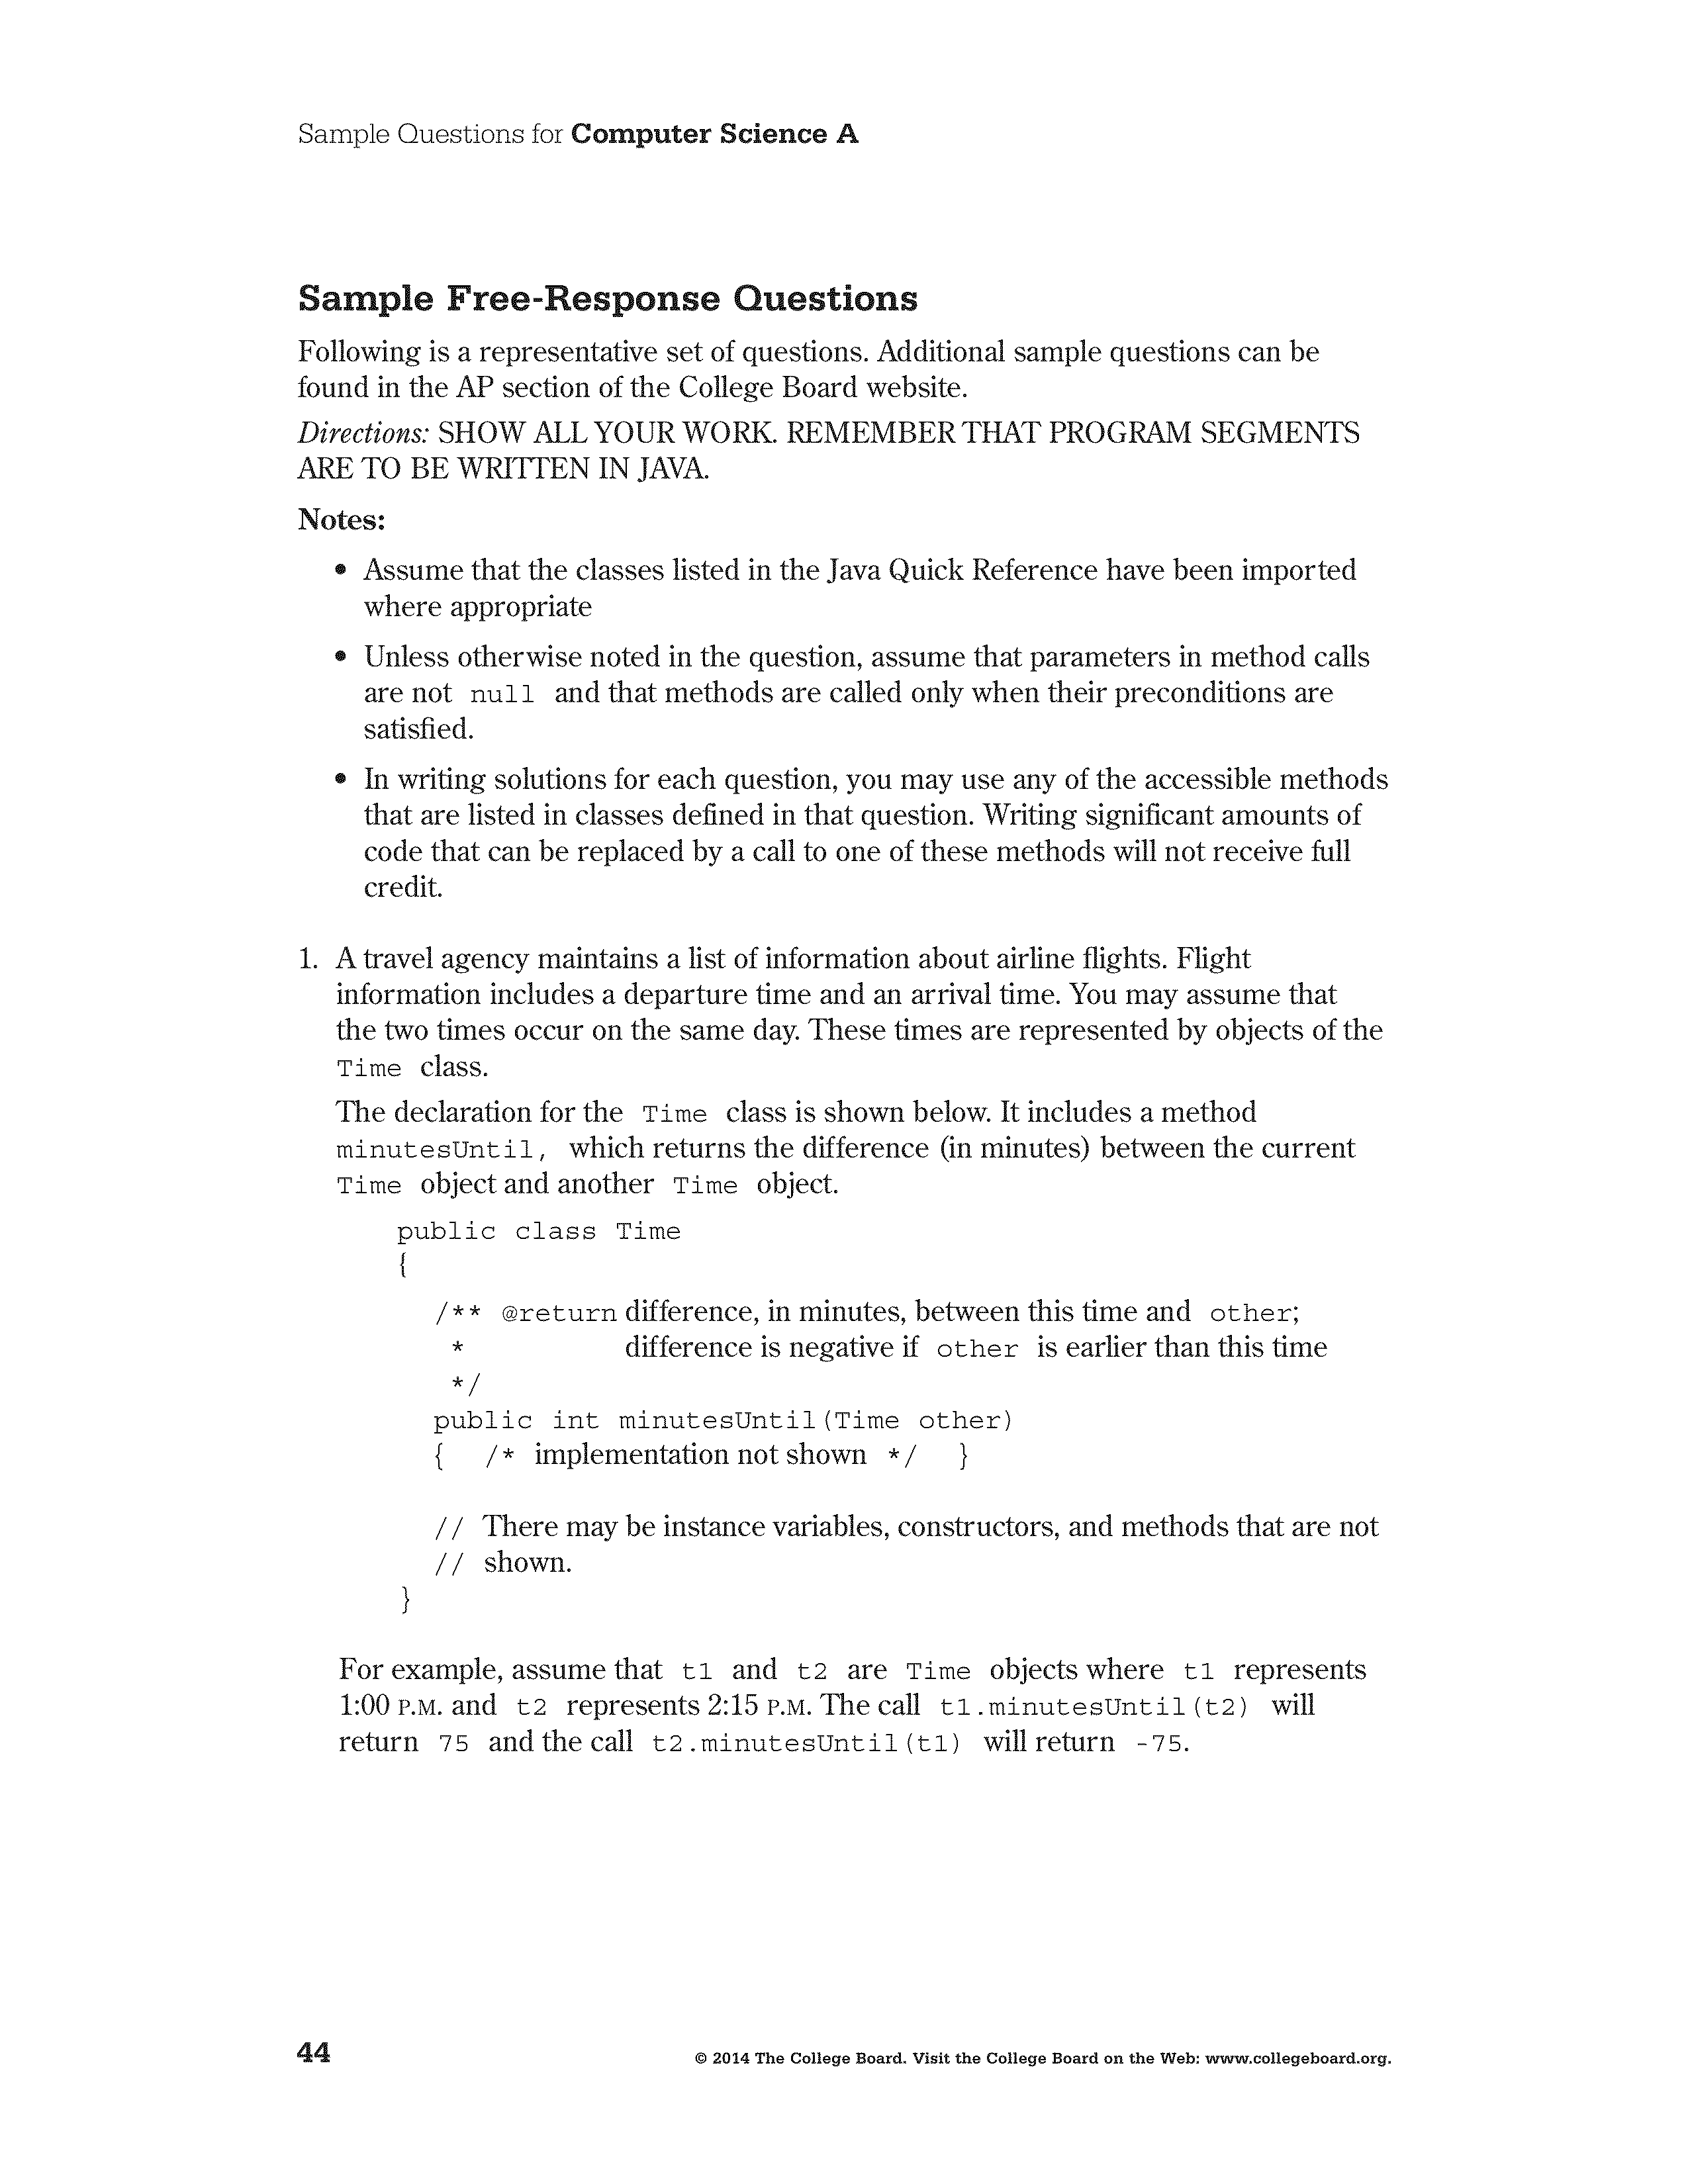 Sample Questions for Computer Science A
Sample Free-Response Questions
Following is a representative set of questions. Additional sample questions can be
found in the AP section of the College Board website.
Directions: SHOW ALL YOUR WORK. REMEMBER THAT PROGRAM SEGMENTS
ARE TO BE WRITTEN IN JAVA.
Notes:
• Assume that the classes listed in the Java Quick Reference have been imported
where appropriate
• Unless otherwise noted in the question, assume that parameters in method calls
are not null and that methods are called only when their preconditions are
satisfied.
• In writing solutions for each question, you may use any of the accessible methods
that are listed in classes defined in that question. Writing significant amounts of
code that can be replaced by a call to one of these methods will not receive full
credit.
1. A travel agency maintains a list of information about airline flights. Flight
information includes a departure time and an arrival time. You may assume that
the two times occur on the same day. These times are represented by objects of the
Time class.
The declaration for the Time class is shown below. It includes a method
minutesUntil, which returns the difference (in minutes) between the current
Time object and another Time object.
public class Time
{
/** @return difference, in minutes, between this time and other;
* difference is negative if other is earlier than this time
*/
public int minutesUntil(Time other)
{ /* implementation not shown */ }
// There may be instance variables, constructors, and methods that are not
// shown.
}
For example, assume that t1 and t2 are Time objects where t1 represents
1:00 P.M. and t2 represents 2:15 P.M. The call t1.minutesUntil(t2) will
return 75 and the call t2.minutesUntil(t1) will return -75.
44
© 2014 The College Board. Visit the College Board on the Web: www.collegeboard.org.